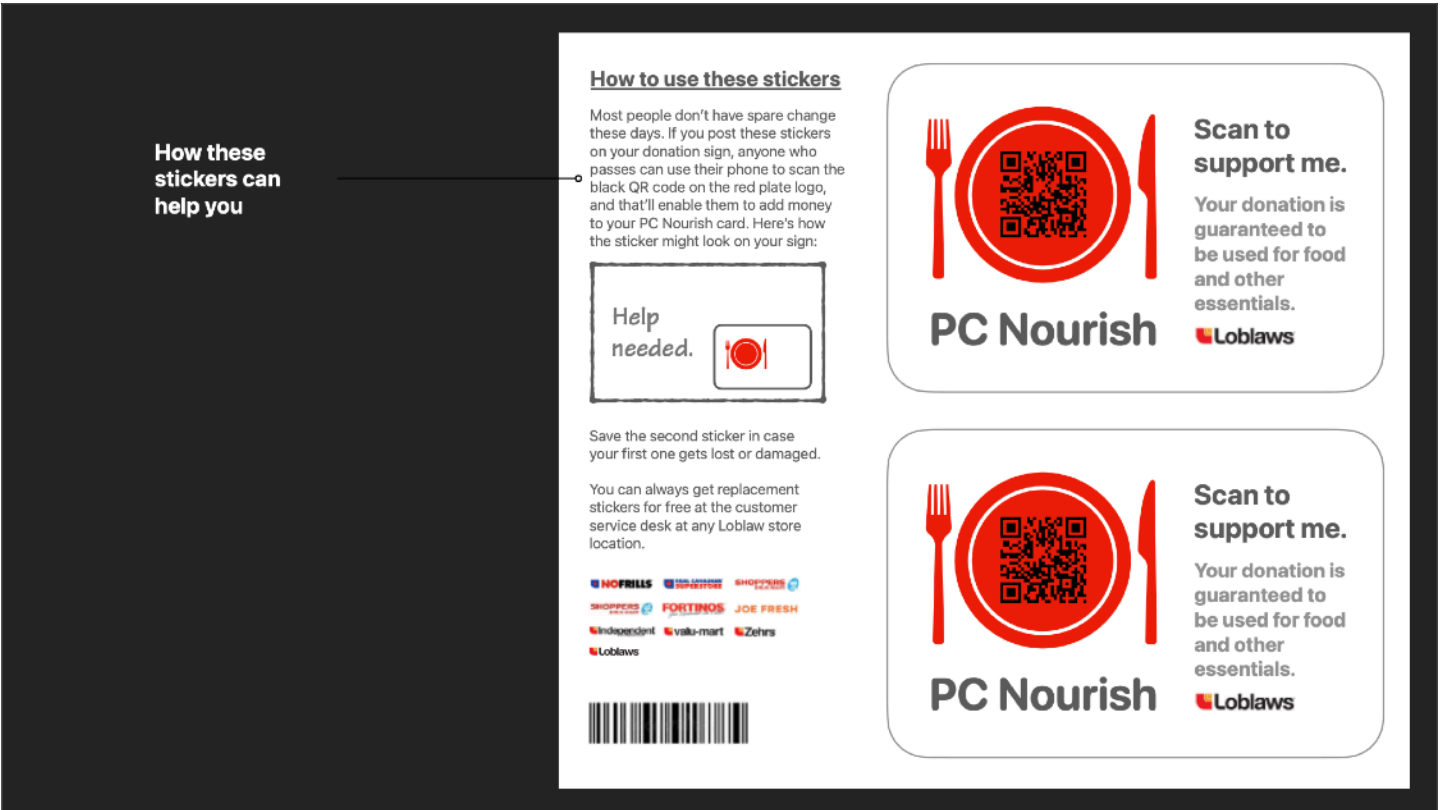 How these
stickers can
help you
How to use these stickers
Most people don't have spare change
these days. If you post these stickers
on your donation sign, anyone who
passes can use their phone to scan the
black QR code on the red plate logo,
and that'll enable them to add money
to your PC Nourish card. Here's how
the sticker might look on your sign:
Help
needed.
Save the second sticker in case
your first one gets lost or damaged.
You can always get replacement
stickers for free at the customer
service desk at any Loblaw store
location.
NOFRILLS REAL CANADIAN SUPERSTORE SHOPPERS
SHOPPERS FORTINOS JOE FRESH
Independent valu-mart Zehrs
Loblaws
Scan to
support me.
Your donation is
guaranteed to
be used for food
and other
essentials.
Loblaws
PC Nourish
Scan to
support me.
Your donation is
guaranteed to
be used for food
and other
essentials.
Loblaws
PC Nourish